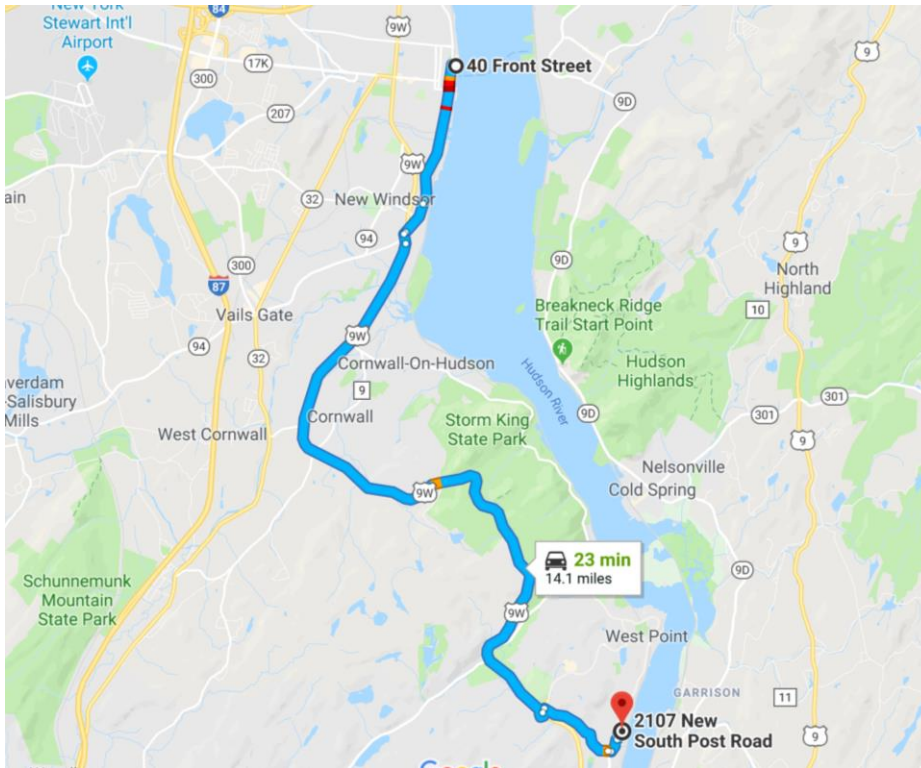 New York
Stewart Int'l
Airport
84
9W
17K
40 Front Street
9
300
9D
207
ain
9W
32
New Windsor
94
9D
9
300
North
Highland
87
Breakneck Ridge
Trail Start Point
10
Vails Gate
9W
94
Cornwall-On-Hudson
Hudson River
Hudson
Highlands
32
averdam
-Salisbury
Mills
9
301
301
9D
Cornwall
Storm King
State Park
West Cornwall
9
Nelsonville
Cold Spring
9W
23 min
14.1 miles
9D
Schunnemunk
Mountain
State Park
9W
West Point
GARRISON
11
2107 New
South Post Road
9
Google